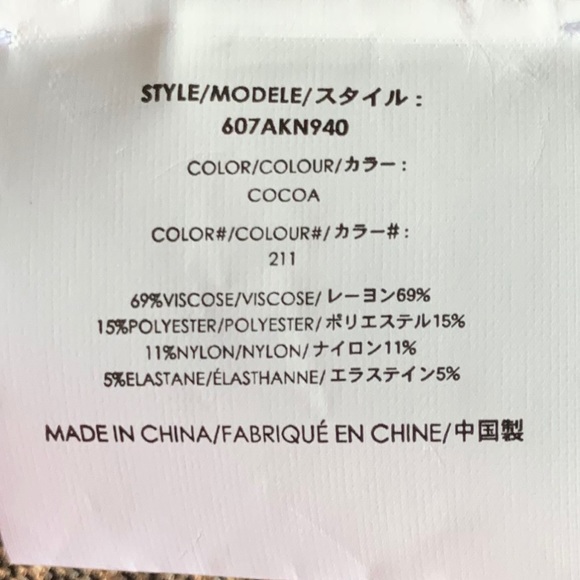 STYLE/MODELE/スタイル :
607AKN940
COLOR/COLOUR/カラー :
COCOA
COLOR#/COLOUR#/カラー# :
211
69%VISCOSE/VISCOSE/レーヨン69%
15%POLYESTER/POLYESTER/ポリエステル15%
11%NYLON/NYLON/ナイロン11%
5%ELASTANE/ÉLASTHANNE/エラステイン5%
MADE IN CHINA/FABRIQUÉ EN CHINE/中国製